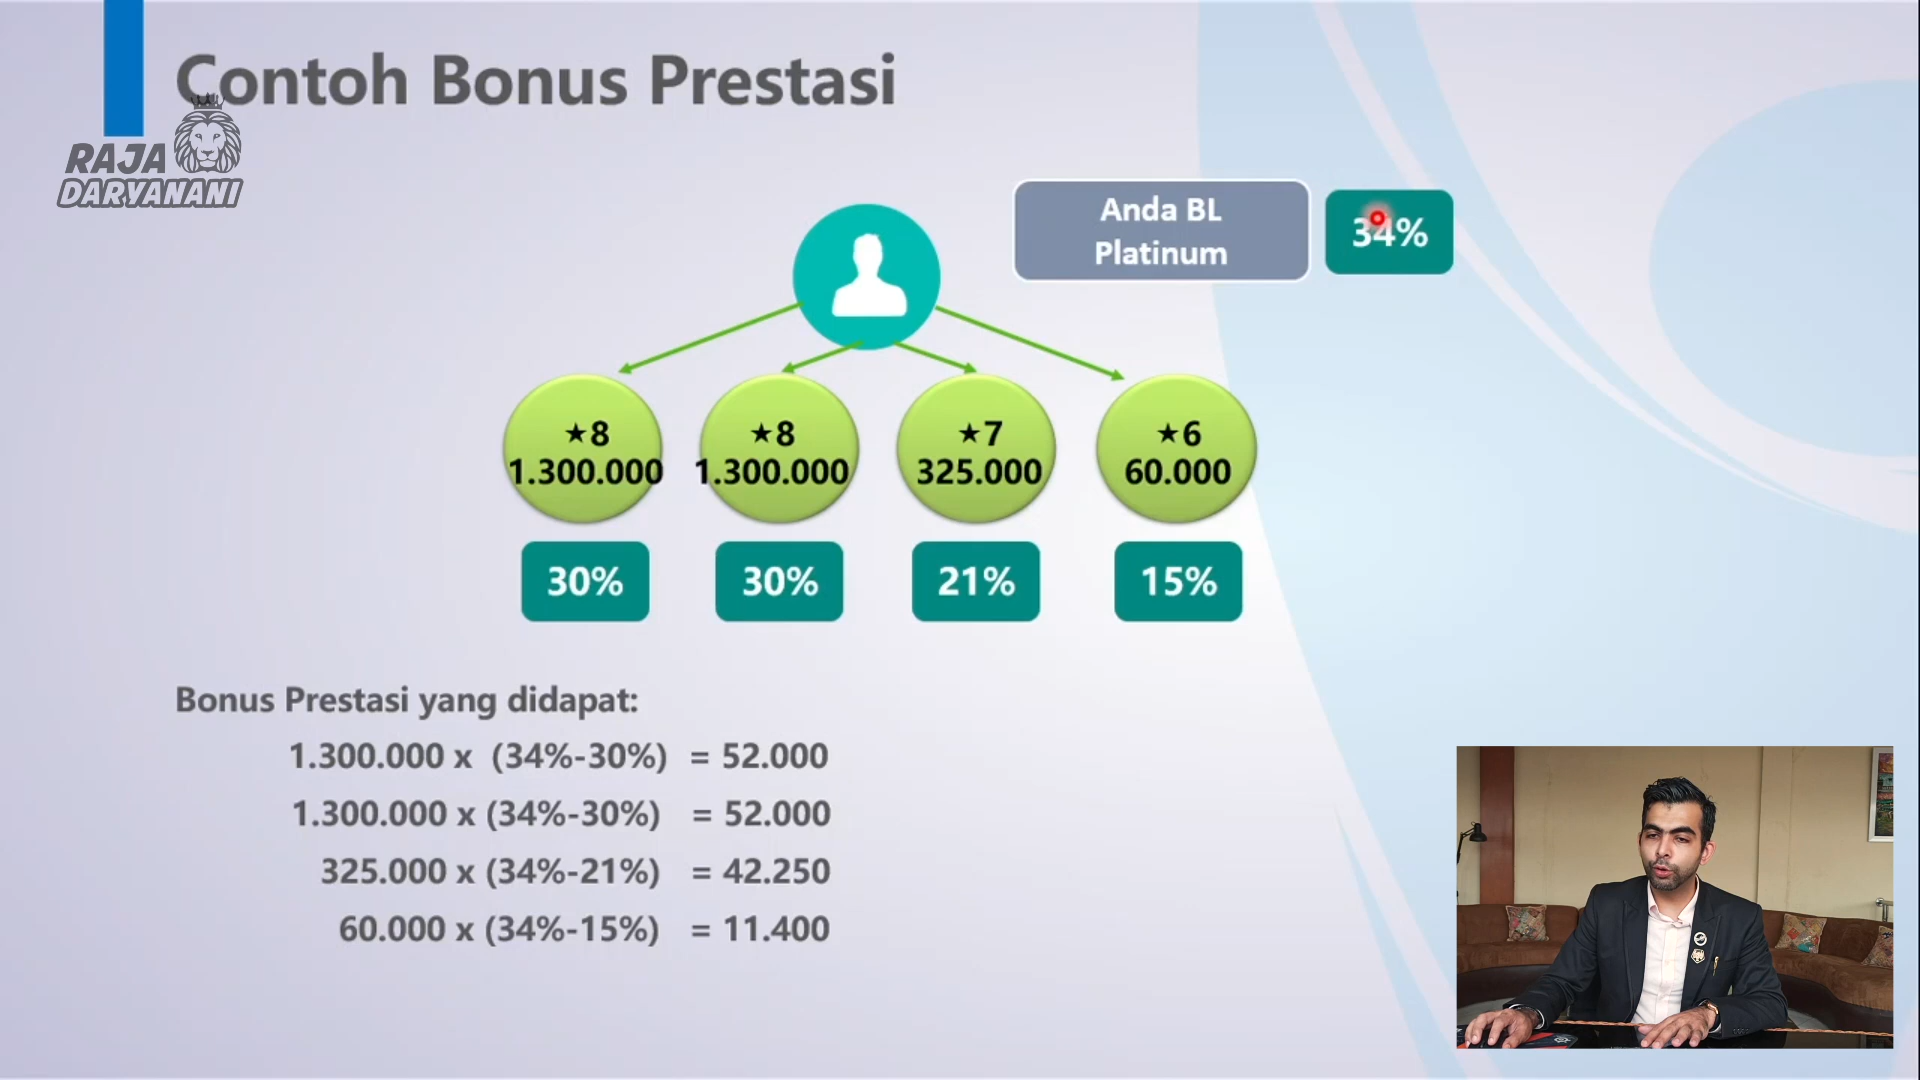 Contoh Bonus Prestasi
RAJA
DARYANANI
Anda BL
Platinum
34%
★8
1.300.000
★8
1.300.000
★7
325.000
★6
60.000
30%
30%
21%
15%
Bonus Prestasi yang didapat:
1.300.000 x (34%-30%) = 52.000
1.300.000 x (34%-30%) = 52.000
325.000 x (34%-21%) = 42.250
60.000 x (34%-15%) = 11.400